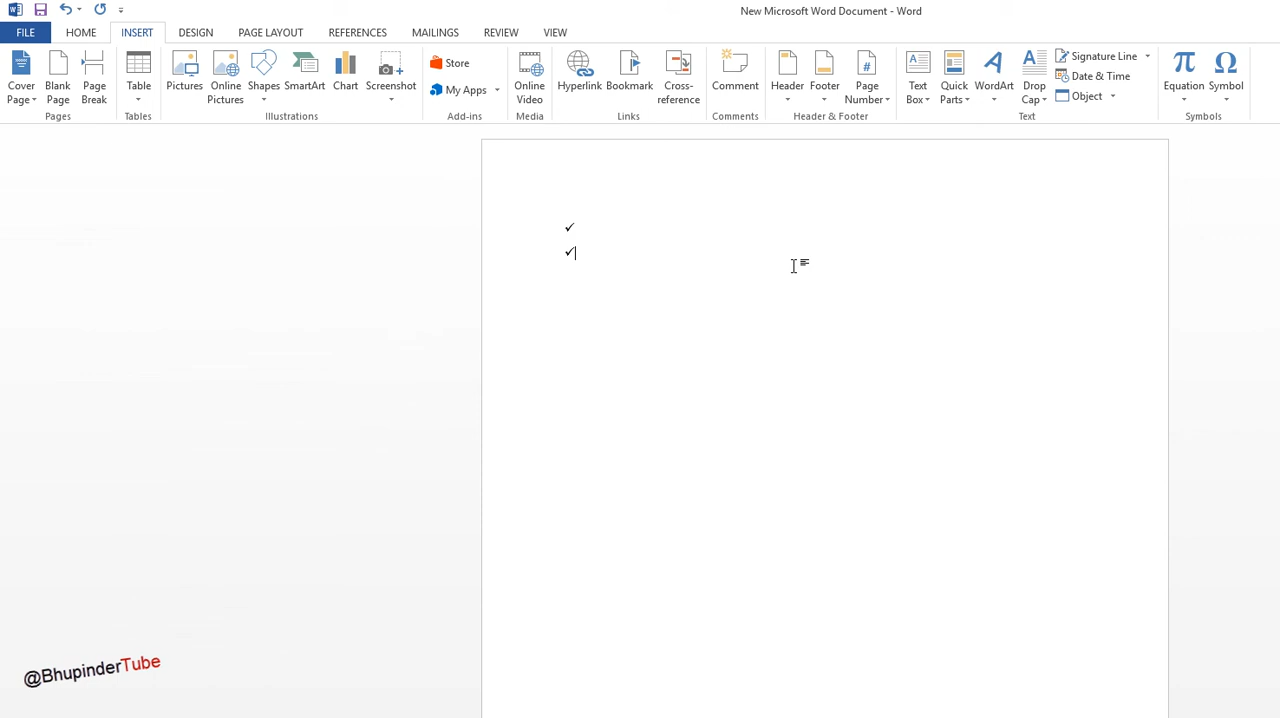 New Microsoft Word Document - Word
FILE HOME INSERT DESIGN PAGE LAYOUT REFERENCES MAILINGS REVIEW VIEW
Cover Page
Blank Page
Page Break
Pages
Table
Tables
Pictures
Online Pictures
Shapes
SmartArt
Chart
Screenshot
Illustrations
Store
My Apps
Add-ins
Online Video
Media
Hyperlink
Bookmark
Cross-reference
Links
Comment
Comments
Header
Footer
Page Number
Header & Footer
Text Box
Quick Parts
WordArt
Drop Cap
Signature Line
Date & Time
Object
Text
Equation
Symbol
Symbols
✓
✓
@BhupinderTube